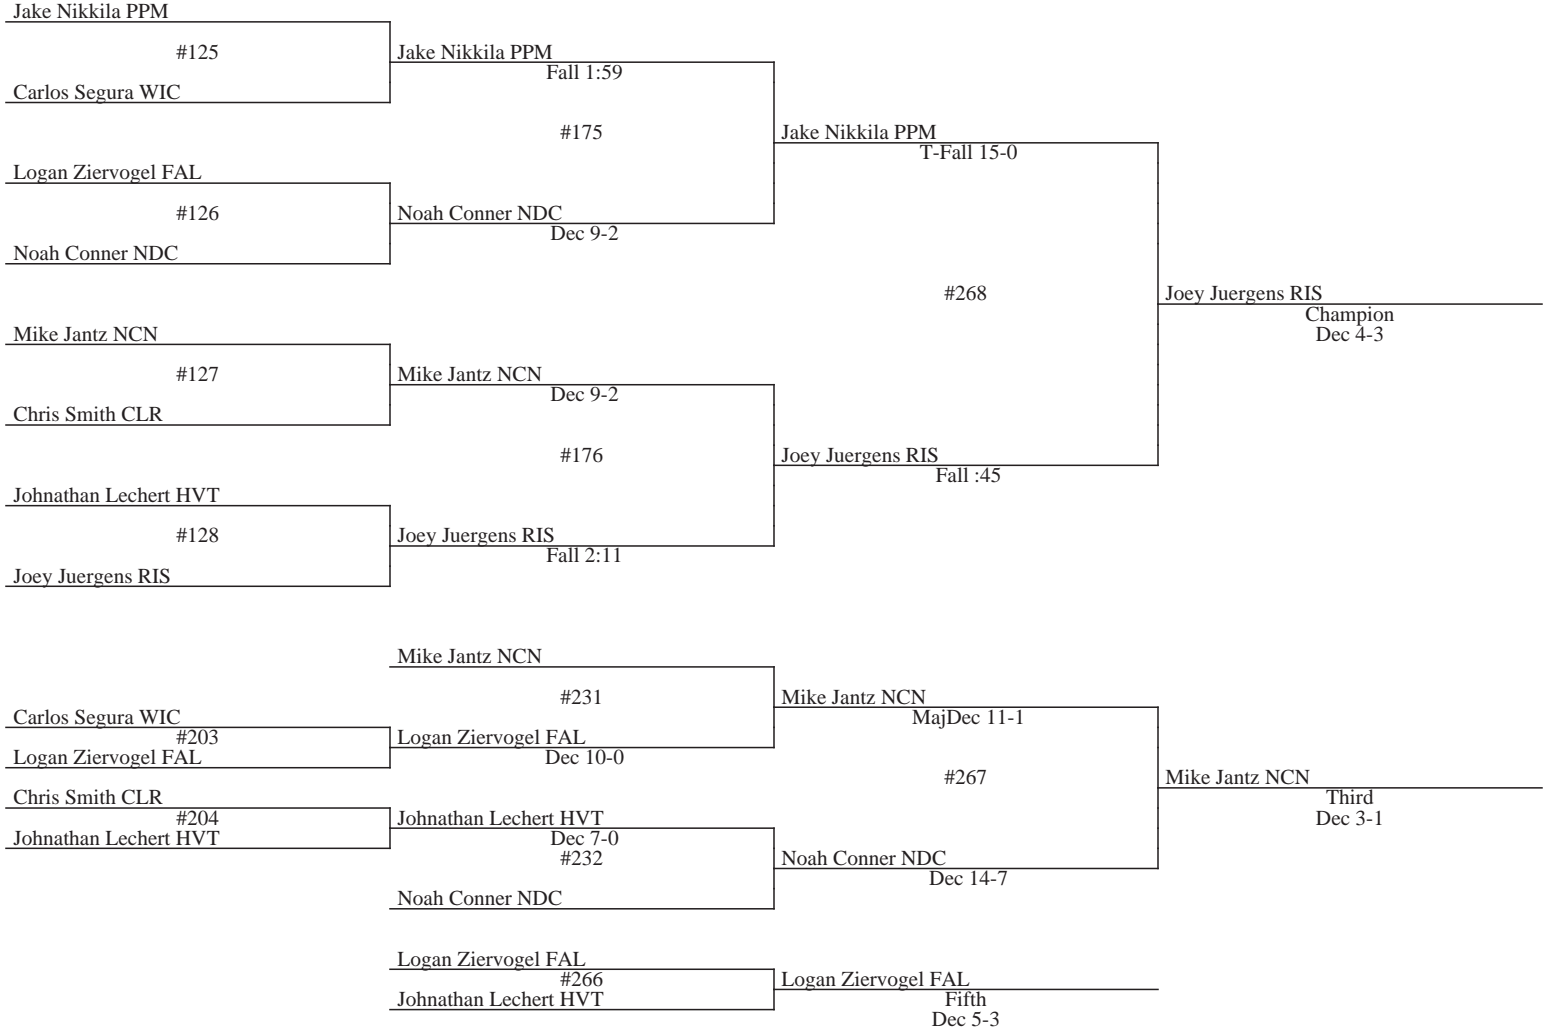 Jake Nikkila PPM
#125
Carlos Segura WIC
Jake Nikkila PPM
Fall 1:59
#175
Logan Ziervogel FAL
#126
Noah Conner NDC
Noah Conner NDC
Dec 9-2
Jake Nikkila PPM
T-Fall 15-0
#268
Mike Jantz NCN
#127
Chris Smith CLR
Mike Jantz NCN
Dec 9-2
#176
Johnathan Lechert HVT
#128
Joey Juergens RIS
Joey Juergens RIS
Fall 2:11
Joey Juergens RIS
Fall :45
Joey Juergens RIS
Champion
Dec 4-3
Mike Jantz NCN
#231
Carlos Segura WIC
#203
Logan Ziervogel FAL
Logan Ziervogel FAL
Dec 10-0
Mike Jantz NCN
MajDec 11-1
#267
Chris Smith CLR
#204
Johnathan Lechert HVT
Johnathan Lechert HVT
Dec 7-0
#232
Noah Conner NDC
Noah Conner NDC
Dec 14-7
Mike Jantz NCN
Third
Dec 3-1
Logan Ziervogel FAL
#266
Johnathan Lechert HVT
Logan Ziervogel FAL
Fifth
Dec 5-3